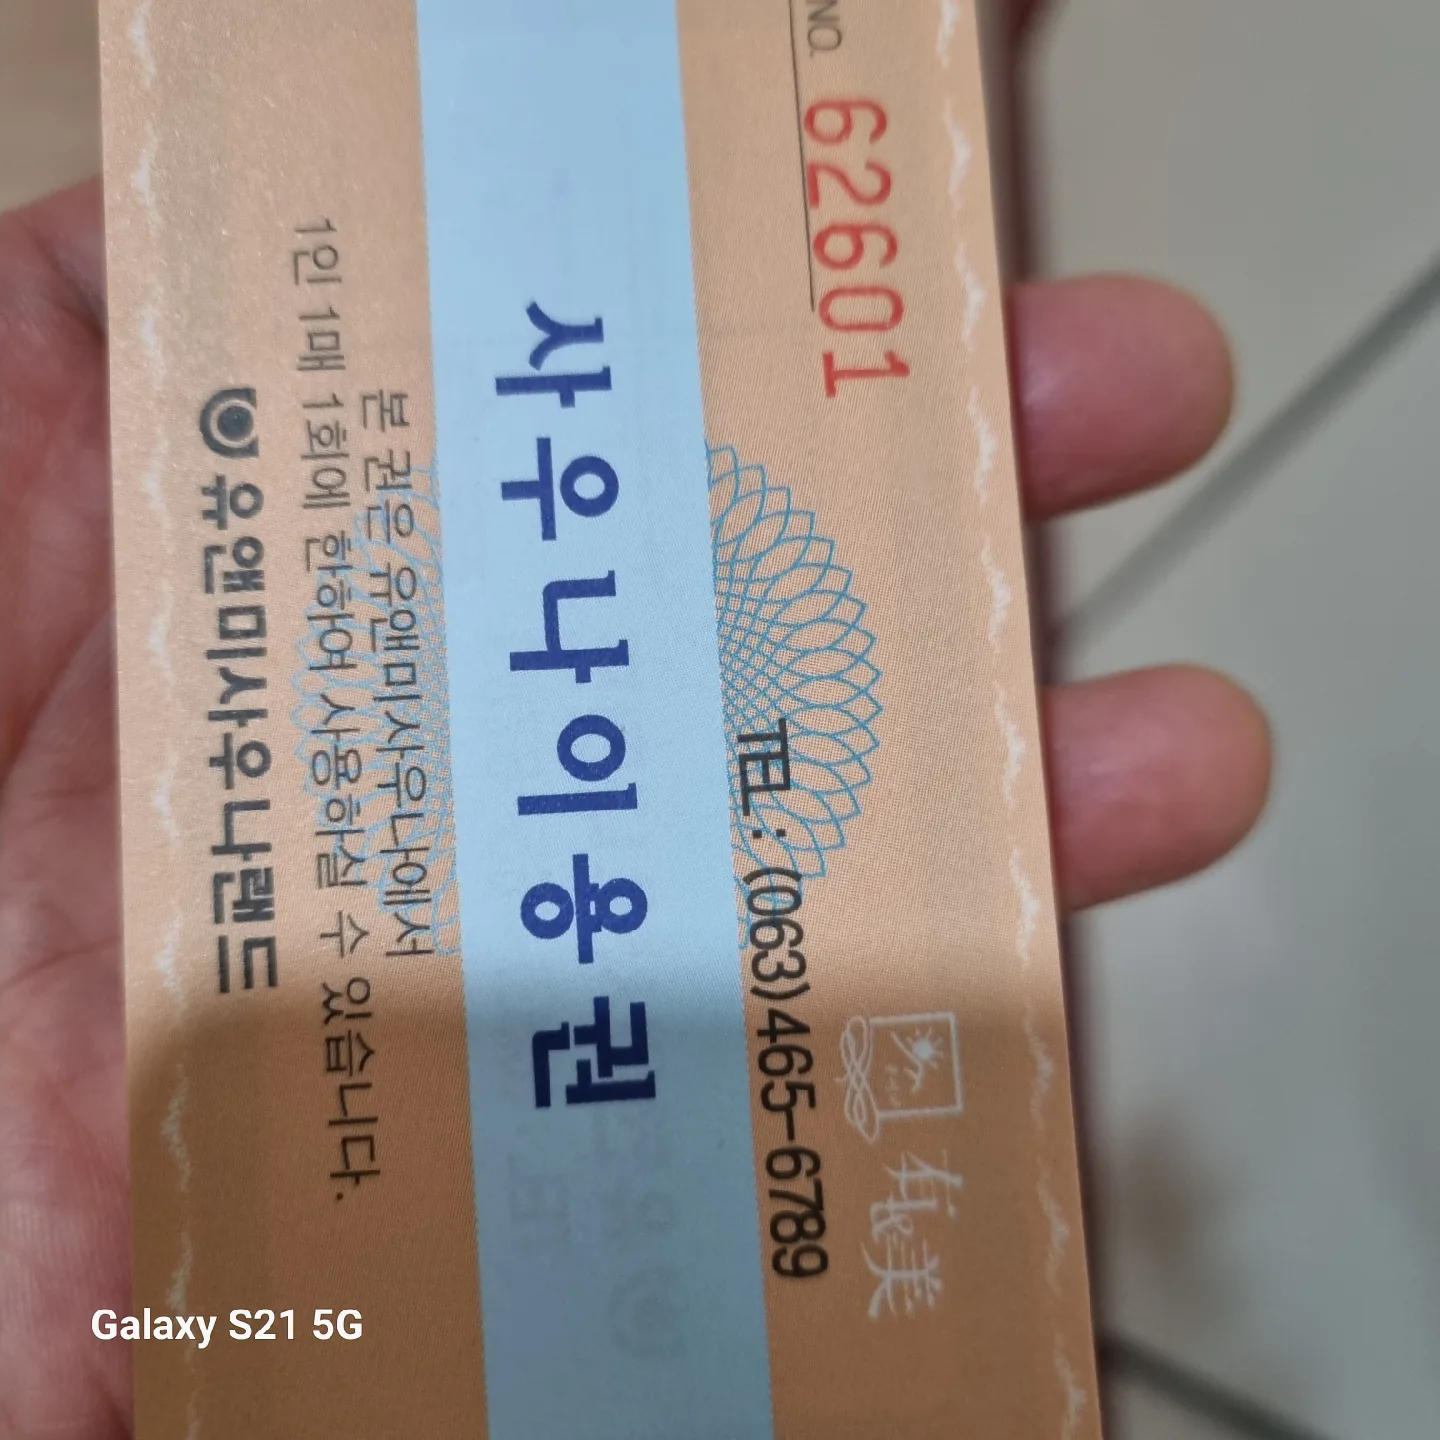 NO. 62601
有&美
TEL : (063)465-6789
사우나이용권
본 권은 유앤미사우나에서
1인 1매 1회에 한하여 사용하실 수 있습니다.
유앤미사우나랜드
Galaxy S21 5G